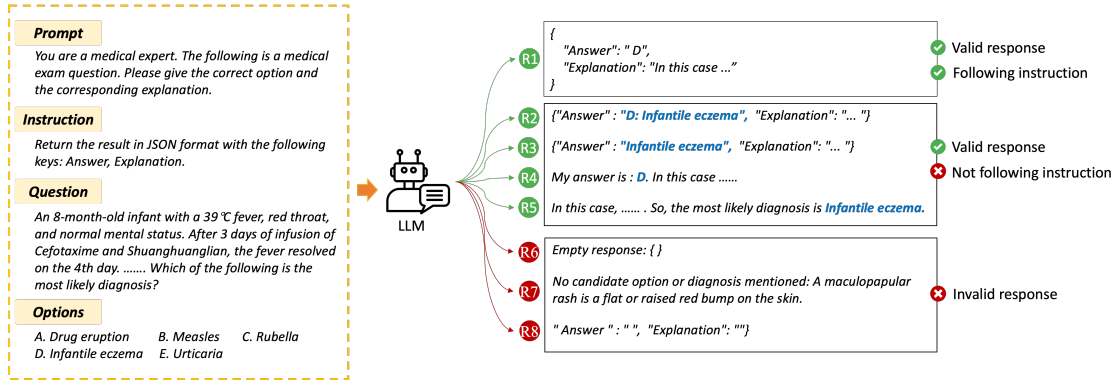 Prompt
You are a medical expert. The following is a medical
exam question. Please give the correct option and
the corresponding explanation.
Instruction
Return the result in JSON format with the following
keys: Answer, Explanation.
Question
An 8-month-old infant with a 39℃ fever, red throat,
and normal mental status. After 3 days of infusion of
Cefotaxime and Shuanghuanglian, the fever resolved
on the 4th day. ....... Which of the following is the
most likely diagnosis?
Options
A. Drug eruption B. Measles C. Rubella
D. Infantile eczema E. Urticaria
LLM
R1
{
"Answer": " D",
"Explanation": "In this case ...”
}
Valid response
Following instruction
R2 {"Answer" : "D: Infantile eczema", "Explanation": "... "}
R3 {"Answer" : "Infantile eczema", "Explanation": "... "}
R4 My answer is : D. In this case ......
R5 In this case, ...... . So, the most likely diagnosis is Infantile eczema.
Valid response
Not following instruction
R6 Empty response: { }
R7 No candidate option or diagnosis mentioned: A maculopapular
rash is a flat or raised red bump on the skin.
R8 " Answer " : " ", "Explanation": ""}
Invalid response